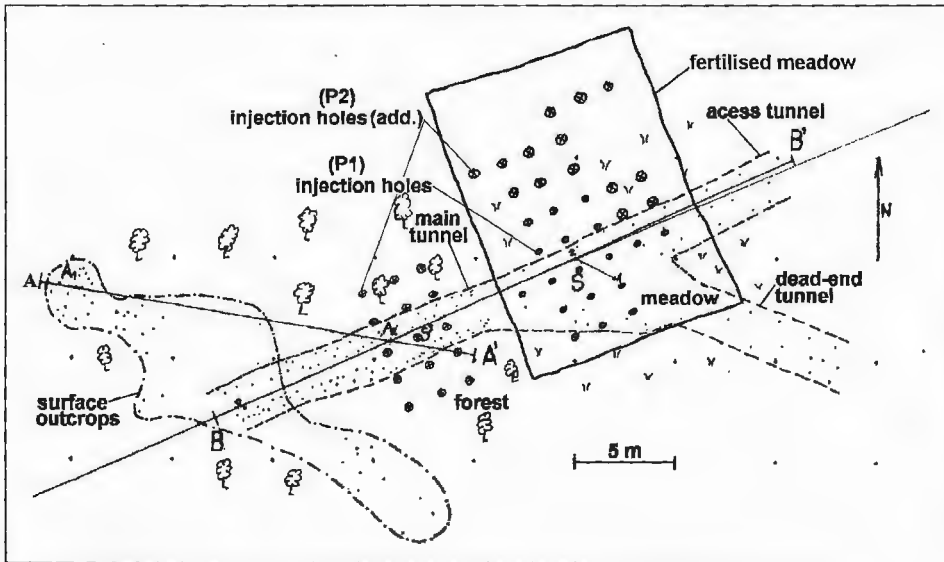 fertilised meadow
(P2)
injection holes (add.)
acess tunnel
B'
(P1)
injection holes
main
tunnel
N
A
A₁
S
meadow
dead-end
tunnel
A'
surface
outcrops
forest
B
5 m